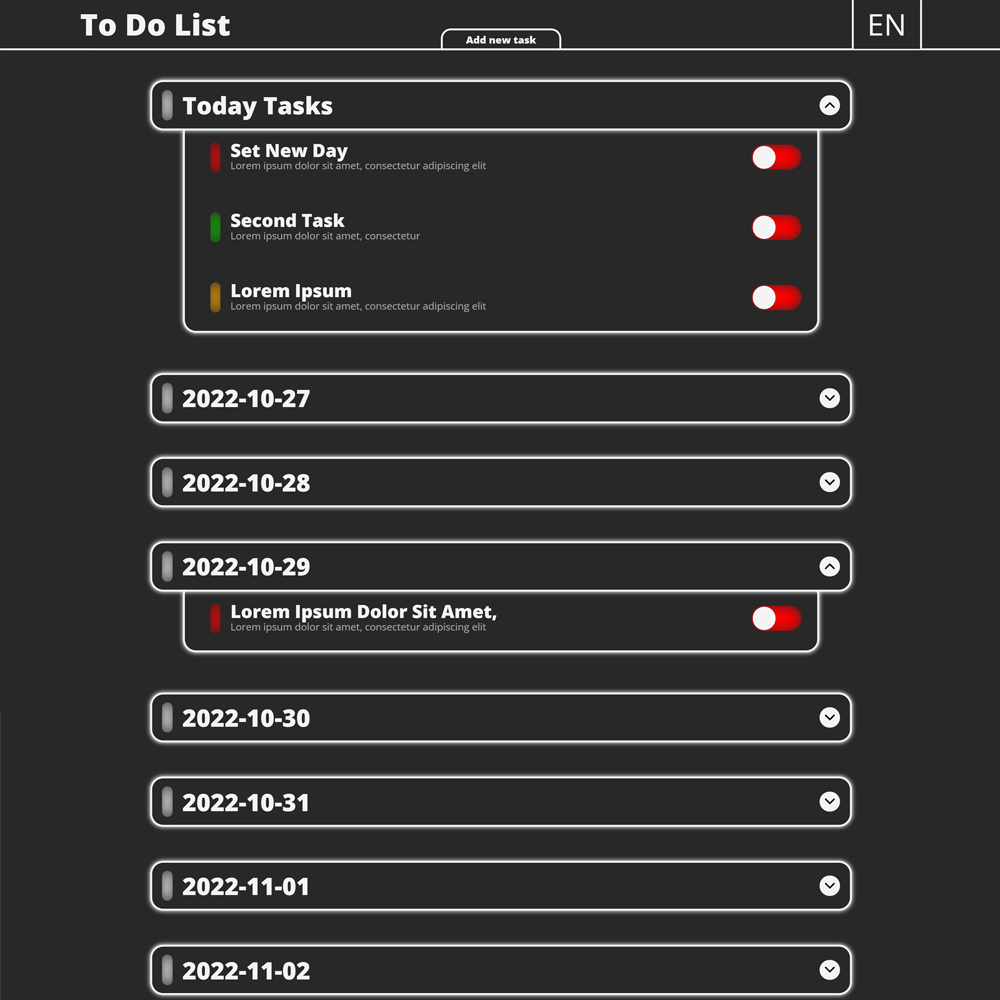 To Do List
Add new task
EN
Today Tasks
Set New Day
Lorem ipsum dolor sit amet, consectetur adipiscing elit
Second Task
Lorem ipsum dolor sit amet, consectetur
Lorem Ipsum
Lorem ipsum dolor sit amet, consectetur adipiscing elit
2022-10-27
2022-10-28
2022-10-29
Lorem Ipsum Dolor Sit Amet,
Lorem ipsum dolor sit amet, consectetur adipiscing elit
2022-10-30
2022-10-31
2022-11-01
2022-11-02